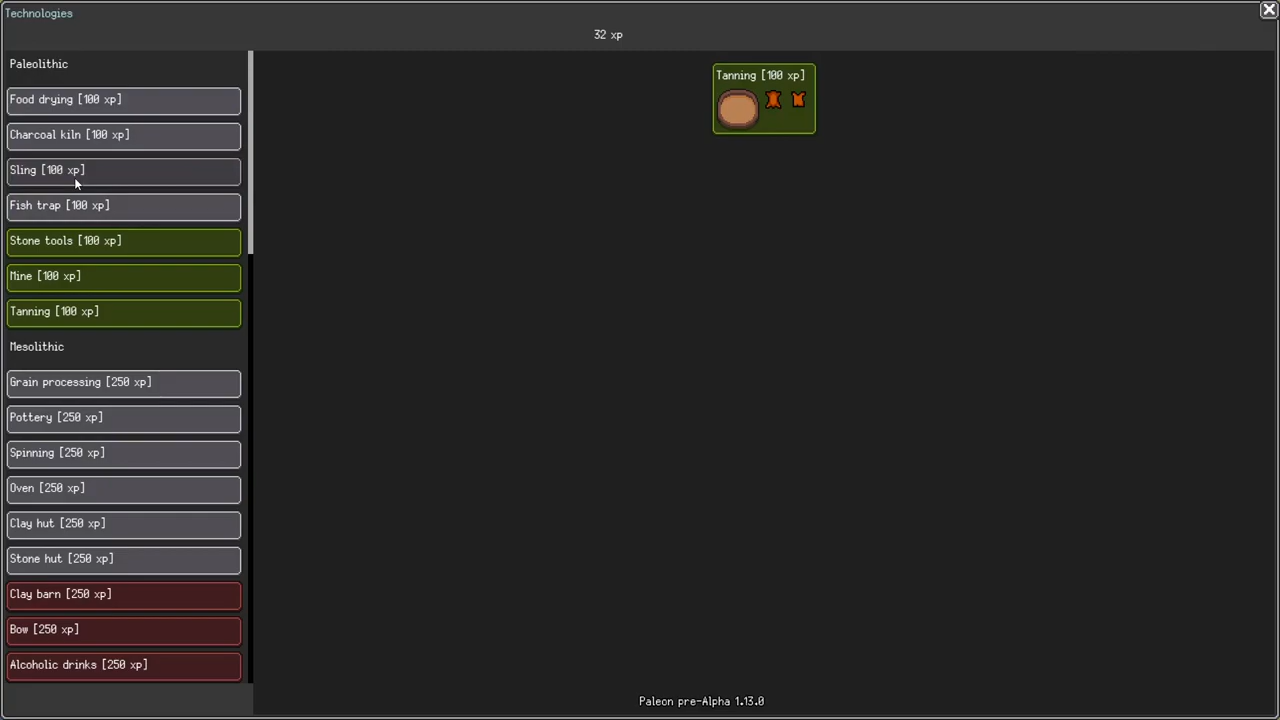 Technologies
32 xp
Paleolithic
Food drying [100 xp]
Charcoal kiln [100 xp]
Sling [100 xp]
Fish trap [100 xp]
Stone tools [100 xp]
Mine [100 xp]
Tanning [100 xp]
Mesolithic
Grain processing [250 xp]
Pottery [250 xp]
Spinning [250 xp]
Oven [250 xp]
Clay hut [250 xp]
Stone hut [250 xp]
Clay barn [250 xp]
Bow [250 xp]
Alcoholic drinks [250 xp]
Tanning [100 xp]
Paleon pre-Alpha 1.13.0